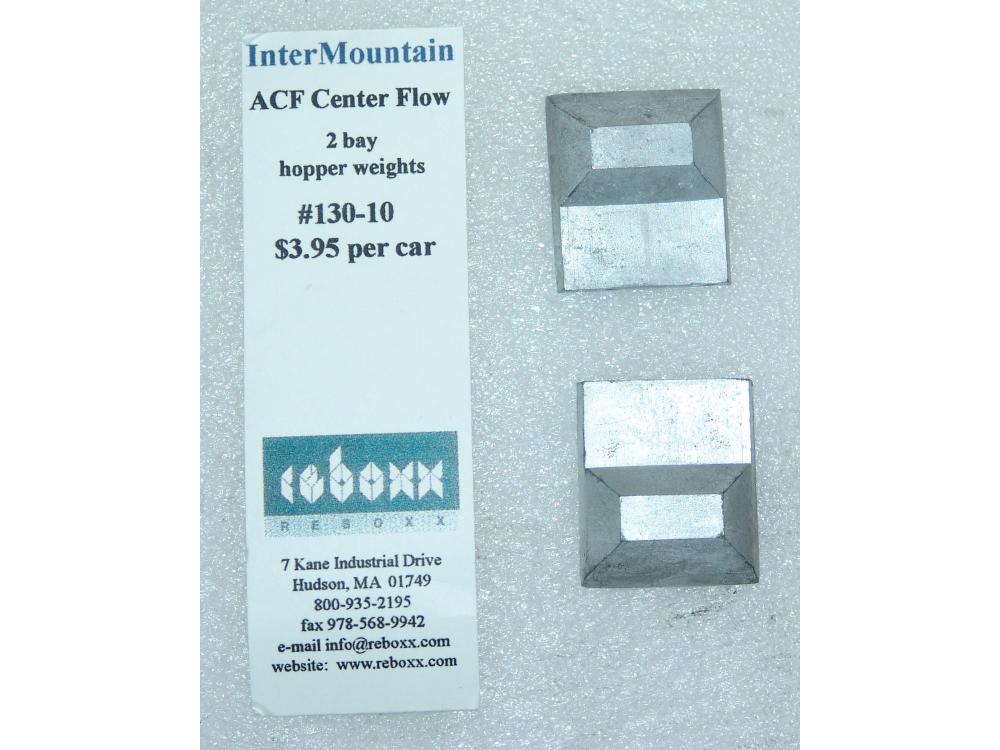 InterMountain
ACF Center Flow
2 bay
hopper weights
#130-10
$3.95 per car
reboxx
REBOXX
7 Kane Industrial Drive
Hudson, MA 01749
800-935-2195
fax 978-568-9942
e-mail info@reboxx.com
website: www.reboxx.com